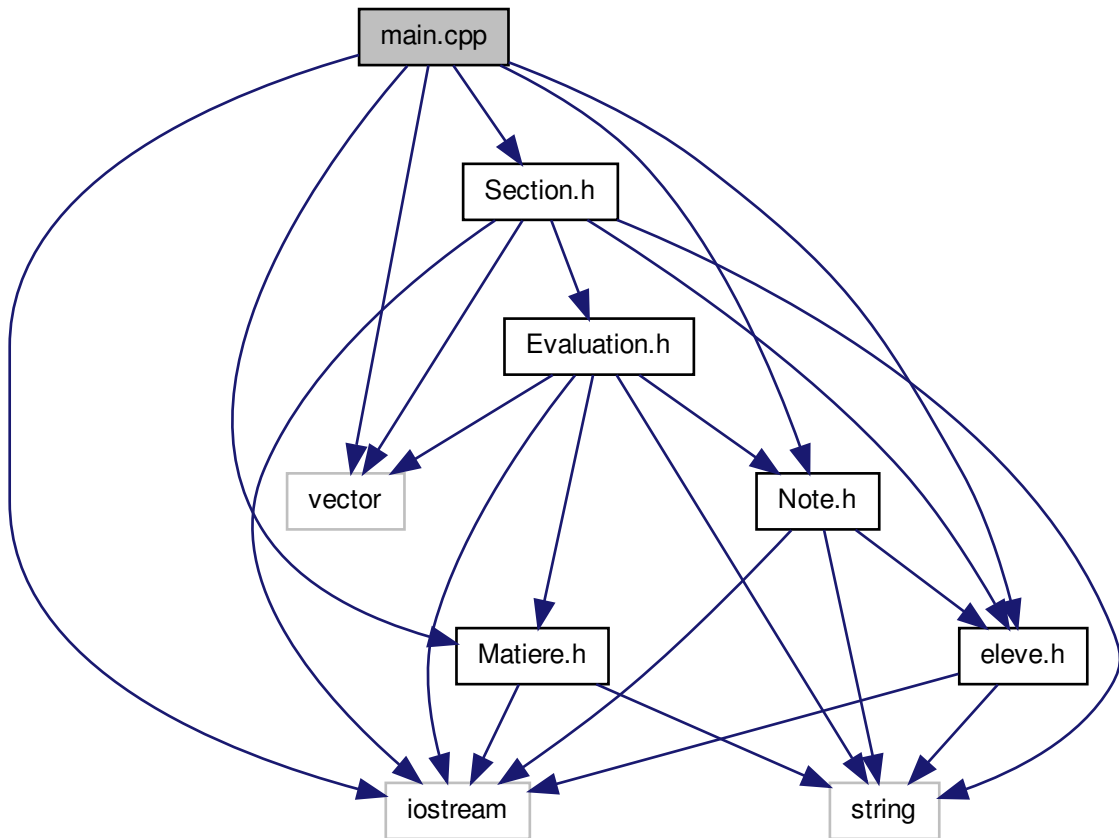 main.cpp
Section.h
Evaluation.h
vector
Note.h
Matiere.h
eleve.h
iostream
string